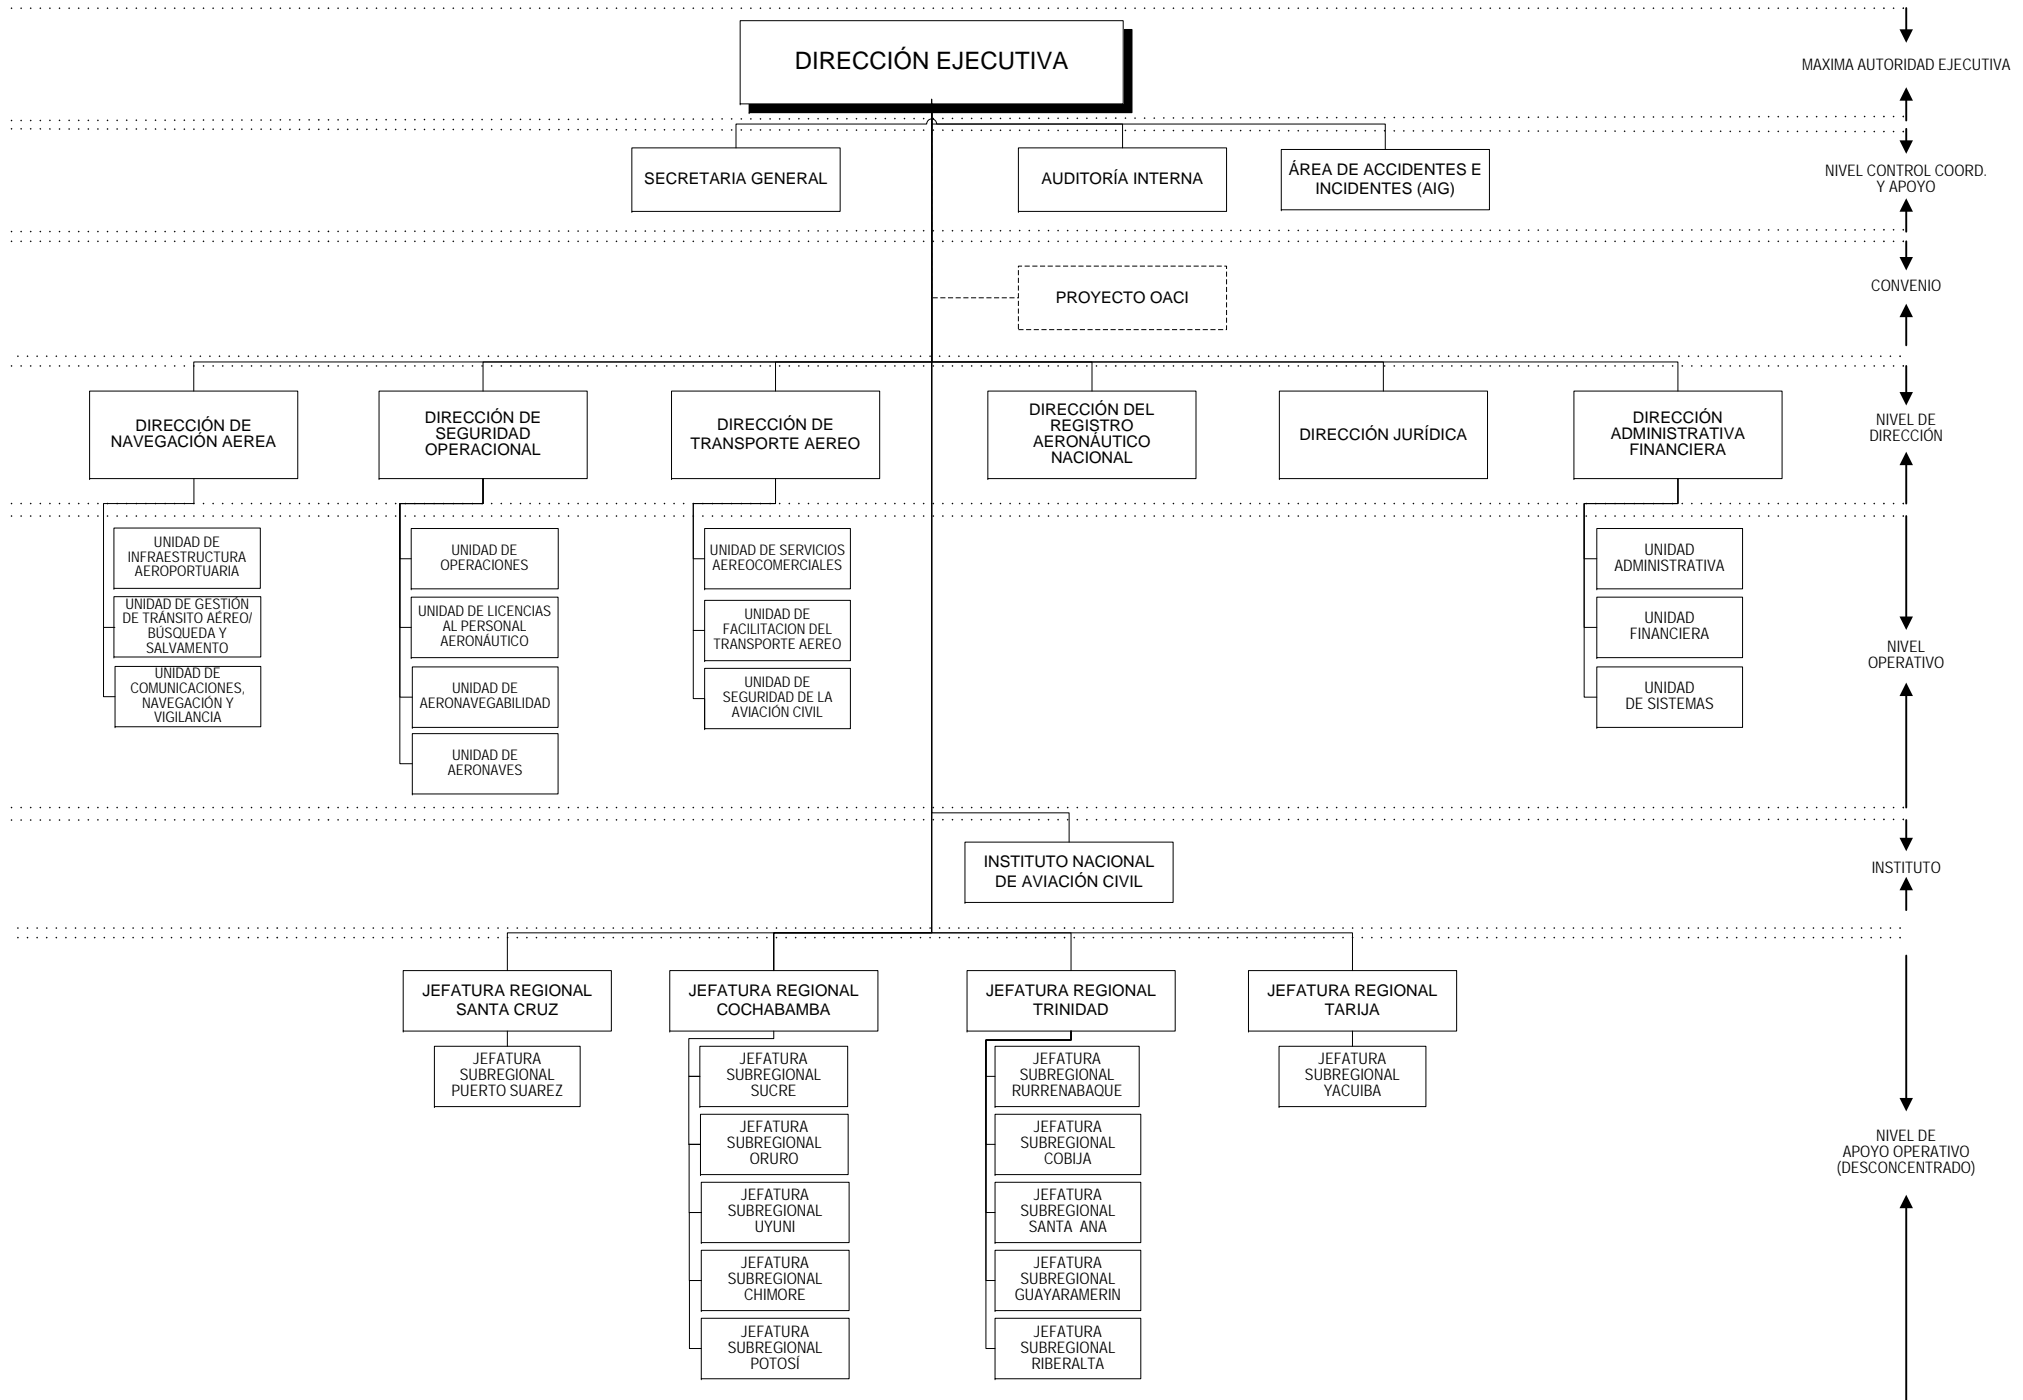 DIRECCIÓN EJECUTIVA
MAXIMA AUTORIDAD EJECUTIVA
SECRETARIA GENERAL
AUDITORÍA INTERNA
ÁREA DE ACCIDENTES E
INCIDENTES (AIG)
NIVEL CONTROL COORD.
Y APOYO
PROYECTO OACI
CONVENIO
DIRECCIÓN DE
NAVEGACIÓN AEREA
DIRECCIÓN DE
SEGURIDAD
OPERACIONAL
DIRECCIÓN DE
TRANSPORTE AEREO
DIRECCIÓN DEL
REGISTRO
AERONÁUTICO
NACIONAL
DIRECCIÓN JURÍDICA
DIRECCIÓN
ADMINISTRATIVA
FINANCIERA
NIVEL DE
DIRECCIÓN
UNIDAD DE
INFRAESTRUCTURA
AEROPORTUARIA
UNIDAD DE GESTIÓN
DE TRÁNSITO AÉREO/
BÚSQUEDA Y
SALVAMENTO
UNIDAD DE
COMUNICACIONES,
NAVEGACIÓN Y
VIGILANCIA
UNIDAD DE
OPERACIONES
UNIDAD DE LICENCIAS
AL PERSONAL
AERONÁUTICO
UNIDAD DE
AERONAVEGABILIDAD
UNIDAD DE
AERONAVES
UNIDAD DE SERVICIOS
AEREOCOMERCIALES
UNIDAD DE
FACILITACION DEL
TRANSPORTE AEREO
UNIDAD DE
SEGURIDAD DE LA
AVIACIÓN CIVIL
UNIDAD
ADMINISTRATIVA
UNIDAD
FINANCIERA
UNIDAD
DE SISTEMAS
NIVEL
OPERATIVO
INSTITUTO NACIONAL
DE AVIACIÓN CIVIL
INSTITUTO
JEFATURA REGIONAL
SANTA CRUZ
JEFATURA SUBREGIONAL
PUERTO SUAREZ
JEFATURA REGIONAL
COCHABAMBA
JEFATURA
SUBREGIONAL
SUCRE
JEFATURA
SUBREGIONAL
ORURO
JEFATURA
SUBREGIONAL
UYUNI
JEFATURA
SUBREGIONAL
CHIMORE
JEFATURA
SUBREGIONAL
POTOSÍ
JEFATURA REGIONAL
TRINIDAD
JEFATURA
SUBREGIONAL
RURRENABAQUE
JEFATURA
SUBREGIONAL
COBIJA
JEFATURA
SUBREGIONAL
SANTA ANA
JEFATURA
SUBREGIONAL
GUAYARAMERIN
JEFATURA
SUBREGIONAL
RIBERALTA
JEFATURA REGIONAL
TARIJA
JEFATURA
SUBREGIONAL
YACUIBA
NIVEL DE
APOYO OPERATIVO
(DESCONCENTRADO)